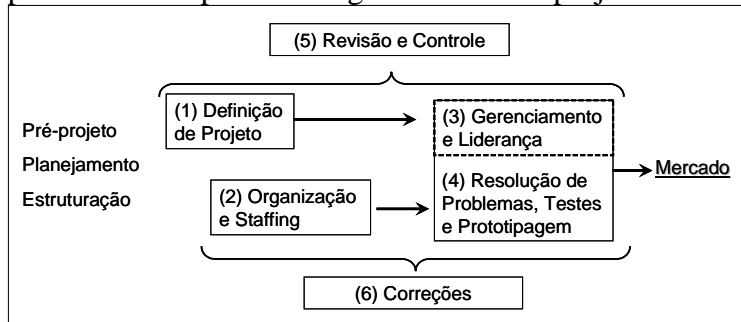 (5) Revisão e Controle
(1) Definição
de Projeto
(3) Gerenciamento
e Liderança
Pré-projeto
Planejamento
Estruturação
Mercado
(2) Organização
e Staffing
(4) Resolução de
Problemas, Testes
e Prototipagem
(6) Correções